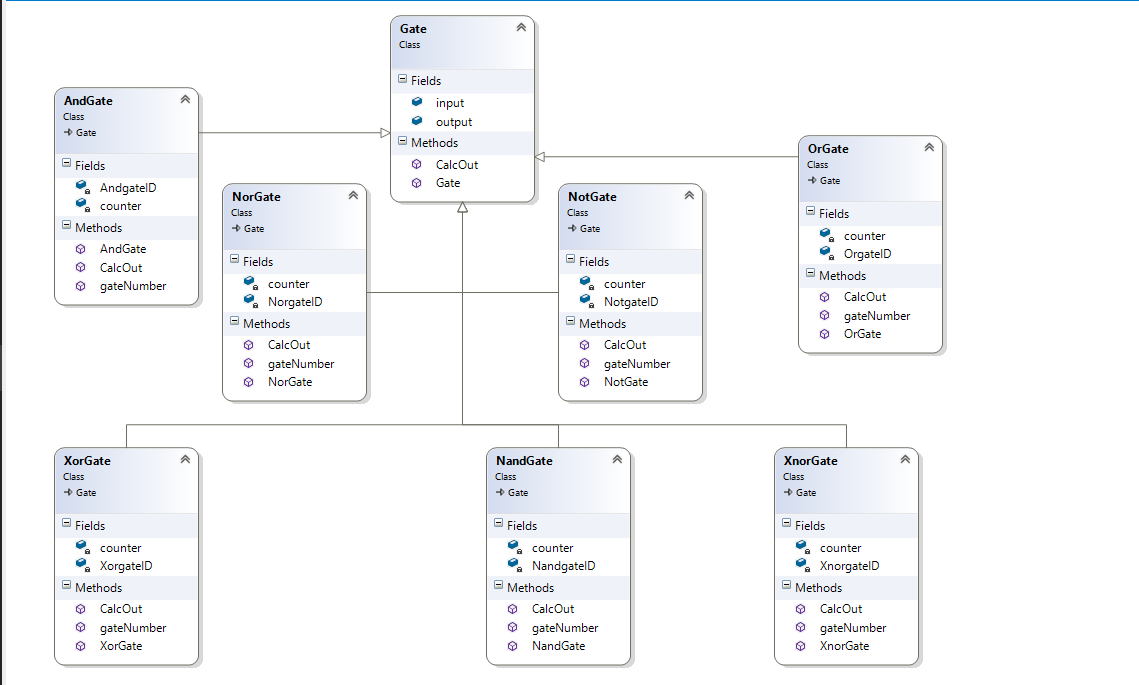 Gate
Class
Fields
input
output
Methods
CalcOut
Gate
AndGate
Class
Gate
Fields
AndgateID
counter
Methods
AndGate
CalcOut
gateNumber
OrGate
Class
Gate
Fields
counter
OrgateID
Methods
CalcOut
gateNumber
OrGate
NorGate
Class
Gate
Fields
counter
NorgateID
Methods
CalcOut
gateNumber
NorGate
NotGate
Class
Gate
Fields
counter
NotgateID
Methods
CalcOut
gateNumber
NotGate
XorGate
Class
Gate
Fields
counter
XorgateID
Methods
CalcOut
gateNumber
XorGate
NandGate
Class
Gate
Fields
counter
NandgateID
Methods
CalcOut
gateNumber
NandGate
XnorGate
Class
Gate
Fields
counter
XnorgateID
Methods
CalcOut
gateNumber
XnorGate